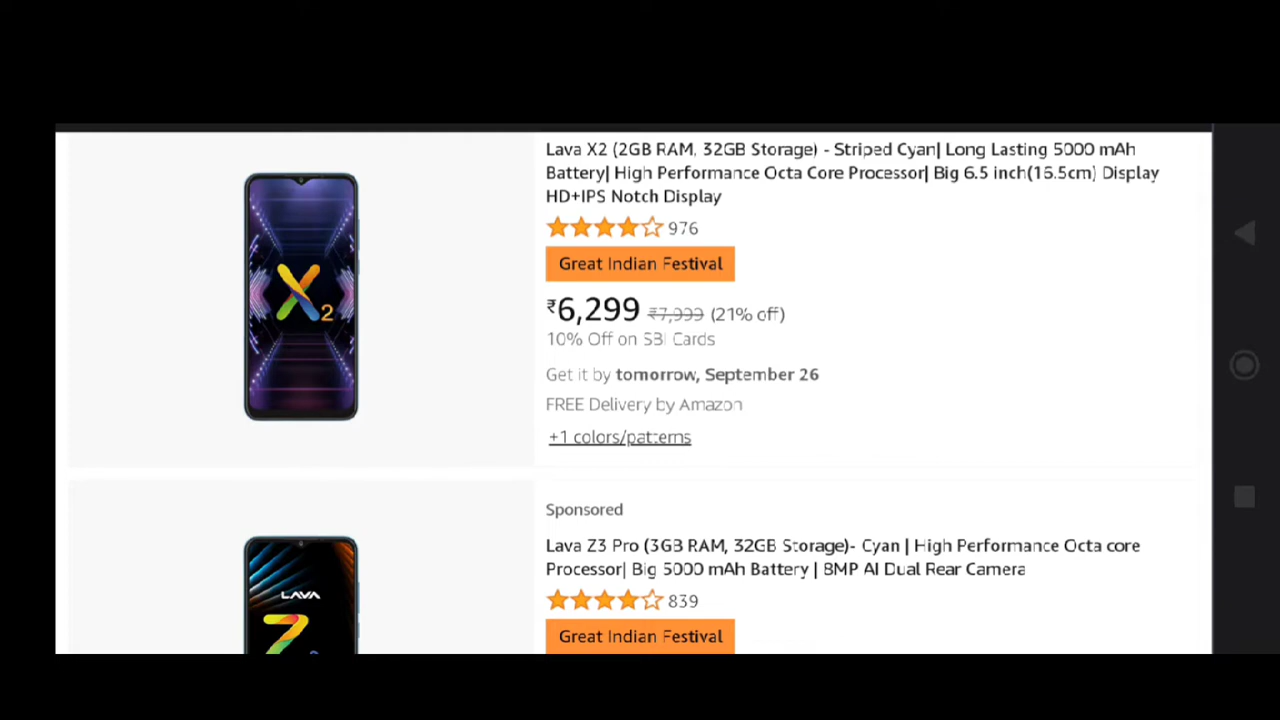 Lava X2 (2GB RAM, 32GB Storage) - Striped Cyan| Long Lasting 5000 mAh
Battery| High Performance Octa Core Processor| Big 6.5 inch(16.5cm) Display
HD+IPS Notch Display
976
Great Indian Festival
₹6,299 ₹7,999 (21% off)
10% Off on SBI Cards
Get it by tomorrow, September 26
FREE Delivery by Amazon
+1 colors/patterns
X2
Sponsored
Lava Z3 Pro (3GB RAM, 32GB Storage)- Cyan | High Performance Octa core
Processor| Big 5000 mAh Battery | 8MP AI Dual Rear Camera
839
Great Indian Festival
LAVA